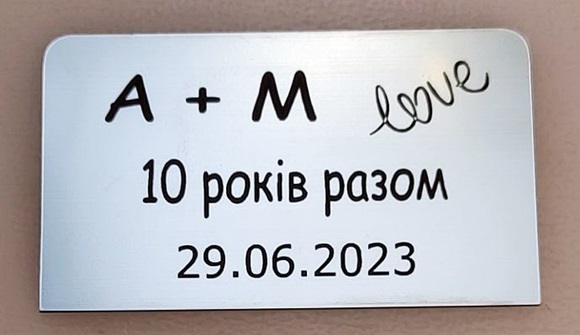 А + М love
10 років разом
29.06.2023